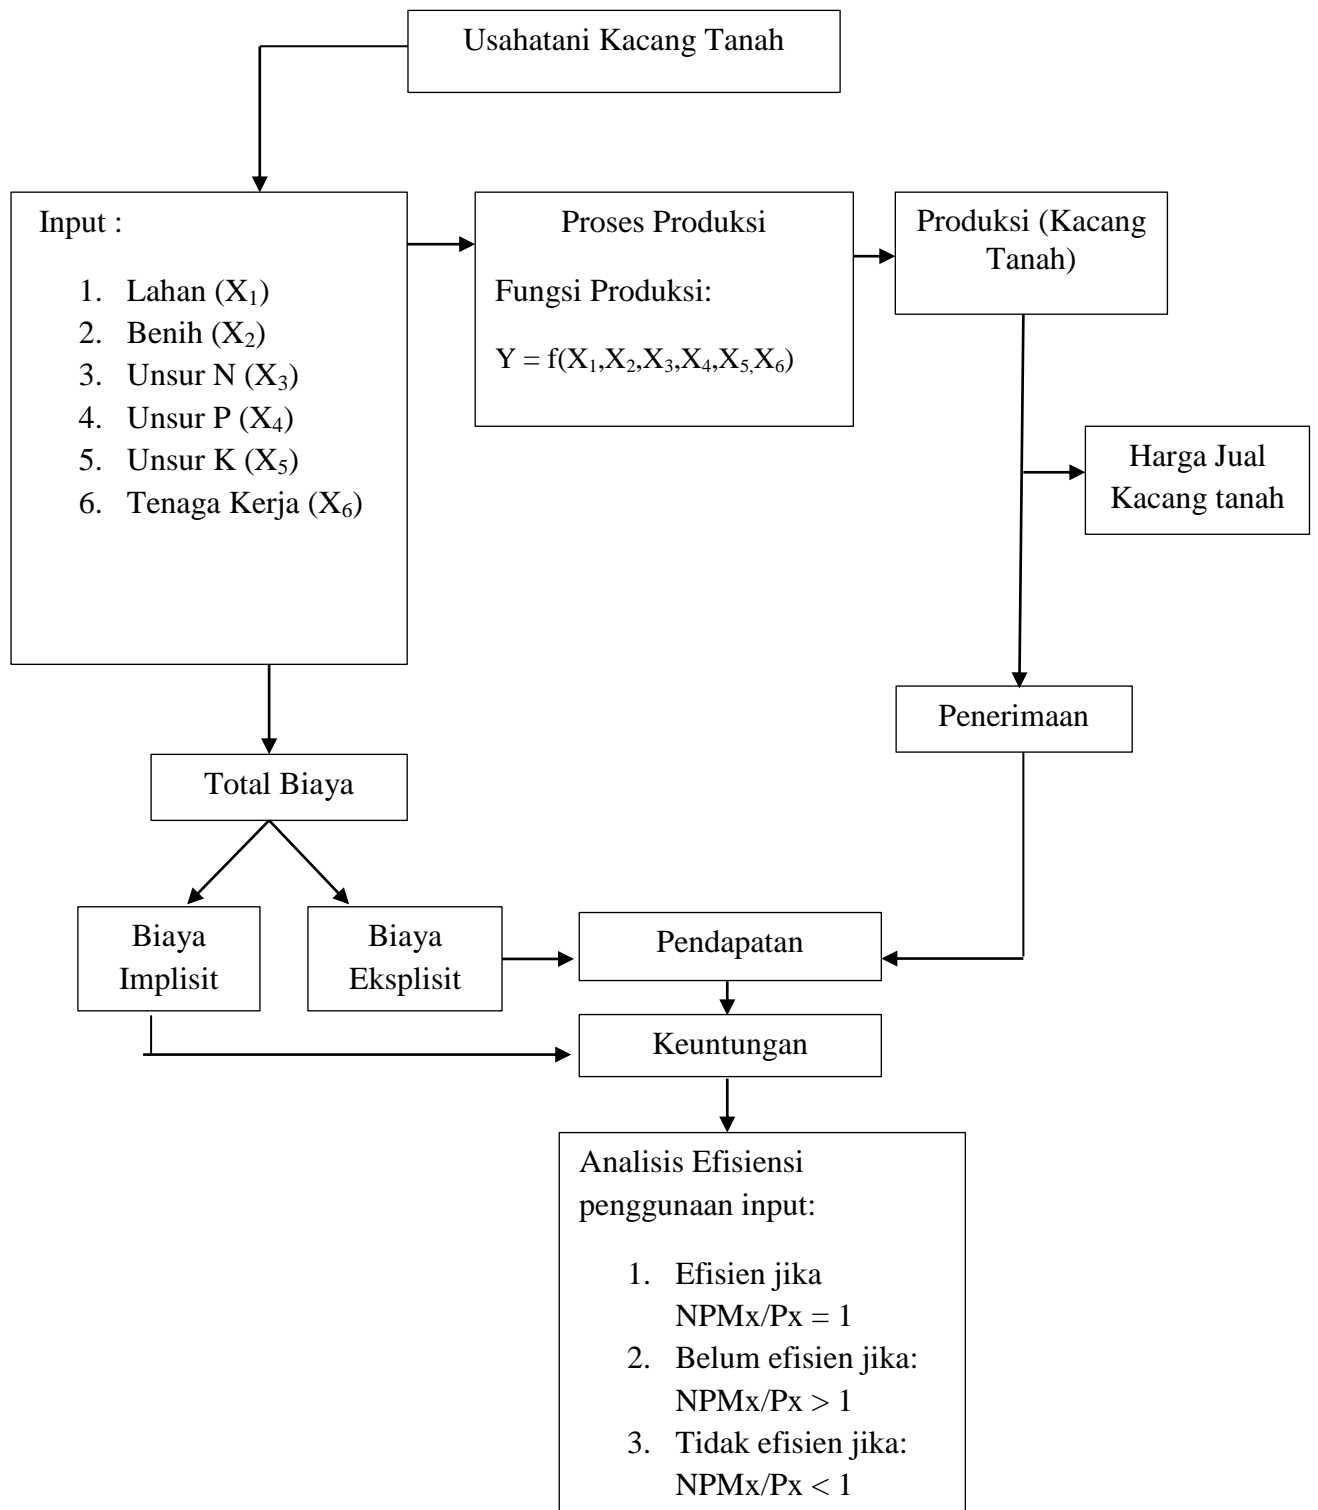 Usahatani Kacang Tanah
Input :
1. Lahan (X₁)
2. Benih (X₂)
3. Unsur N (X₃)
4. Unsur P (X₄)
5. Unsur K (X₅)
6. Tenaga Kerja (X₆)
Proses Produksi
Fungsi Produksi:
Y = f(X₁,X₂,X₃,X₄,X₅,X₆)
Produksi (Kacang
Tanah)
Harga Jual
Kacang tanah
Penerimaan
Total Biaya
Biaya
Implisit
Biaya
Eksplisit
Pendapatan
Keuntungan
Analisis Efisiensi
penggunaan input:
1. Efisien jika
NPMx/Px = 1
2. Belum efisien jika:
NPMx/Px > 1
3. Tidak efisien jika:
NPMx/Px < 1